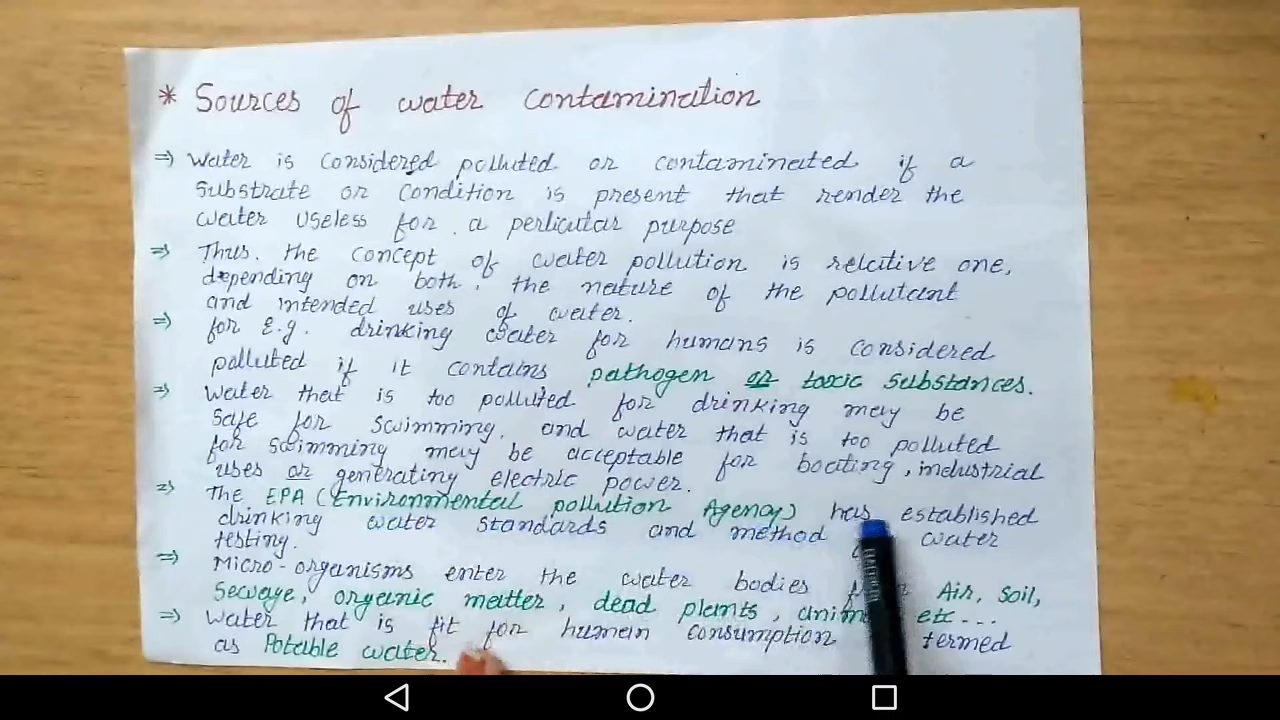 * Sources of water contamination
⇒ Water is considered polluted or contaminated if a
substrate or condition is present that render the
water useless for a perticular purpose
⇒ Thus. the concept of water pollution is relative one,
depending on both, the nature of the pollutant
and intended uses of water.
⇒ for E.g. drinking water for humans is considered
polluted if it contains pathogen or toxic substances.
⇒ water that is too polluted for drinking may be
safe for swimming. and water that is too polluted
for swimming may be acceptable for boating, industrial
uses or gentrating electric power.
⇒ The EPA (Environmental pollution Agency) has established
drinking water standards and method water
testing.
⇒ Micro-organisms enter the water bodies Air, soil,
sewage, organic matter, dead plants, etc...
⇒ water that is fit for human consumption termed
as Potable water.